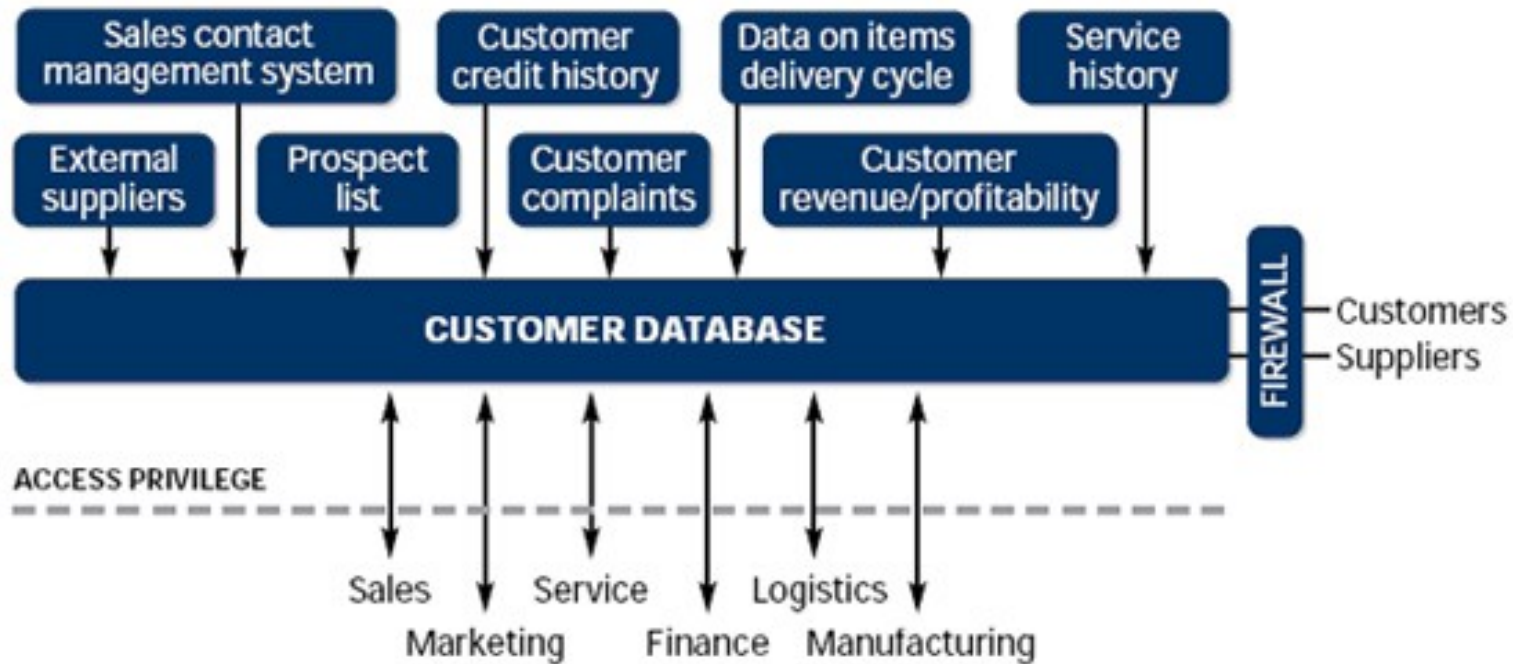 Sales contact
management system
Customer
credit history
Data on items
delivery cycle
Service
history
External
suppliers
Prospect
list
Customer
complaints
Customer
revenue/profitability
CUSTOMER DATABASE
FIREWALL
Customers
Suppliers
ACCESS PRIVILEGE
Sales
Service
Logistics
Marketing
Finance
Manufacturing